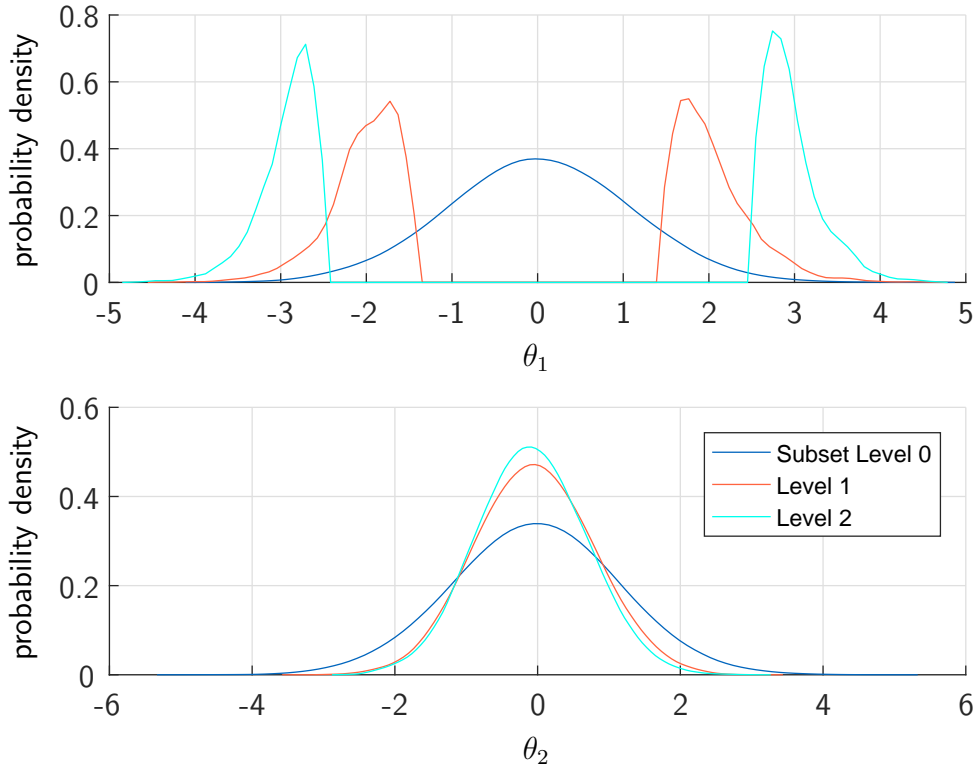 probability density
0.8
0.6
0.4
0.2
0
-5 -4 -3 -2 -1 0 1 2 3 4 5
θ1
probability density
0.6
0.4
0.2
0
-6 -4 -2 0 2 4 6
θ2
Subset Level 0
Level 1
Level 2